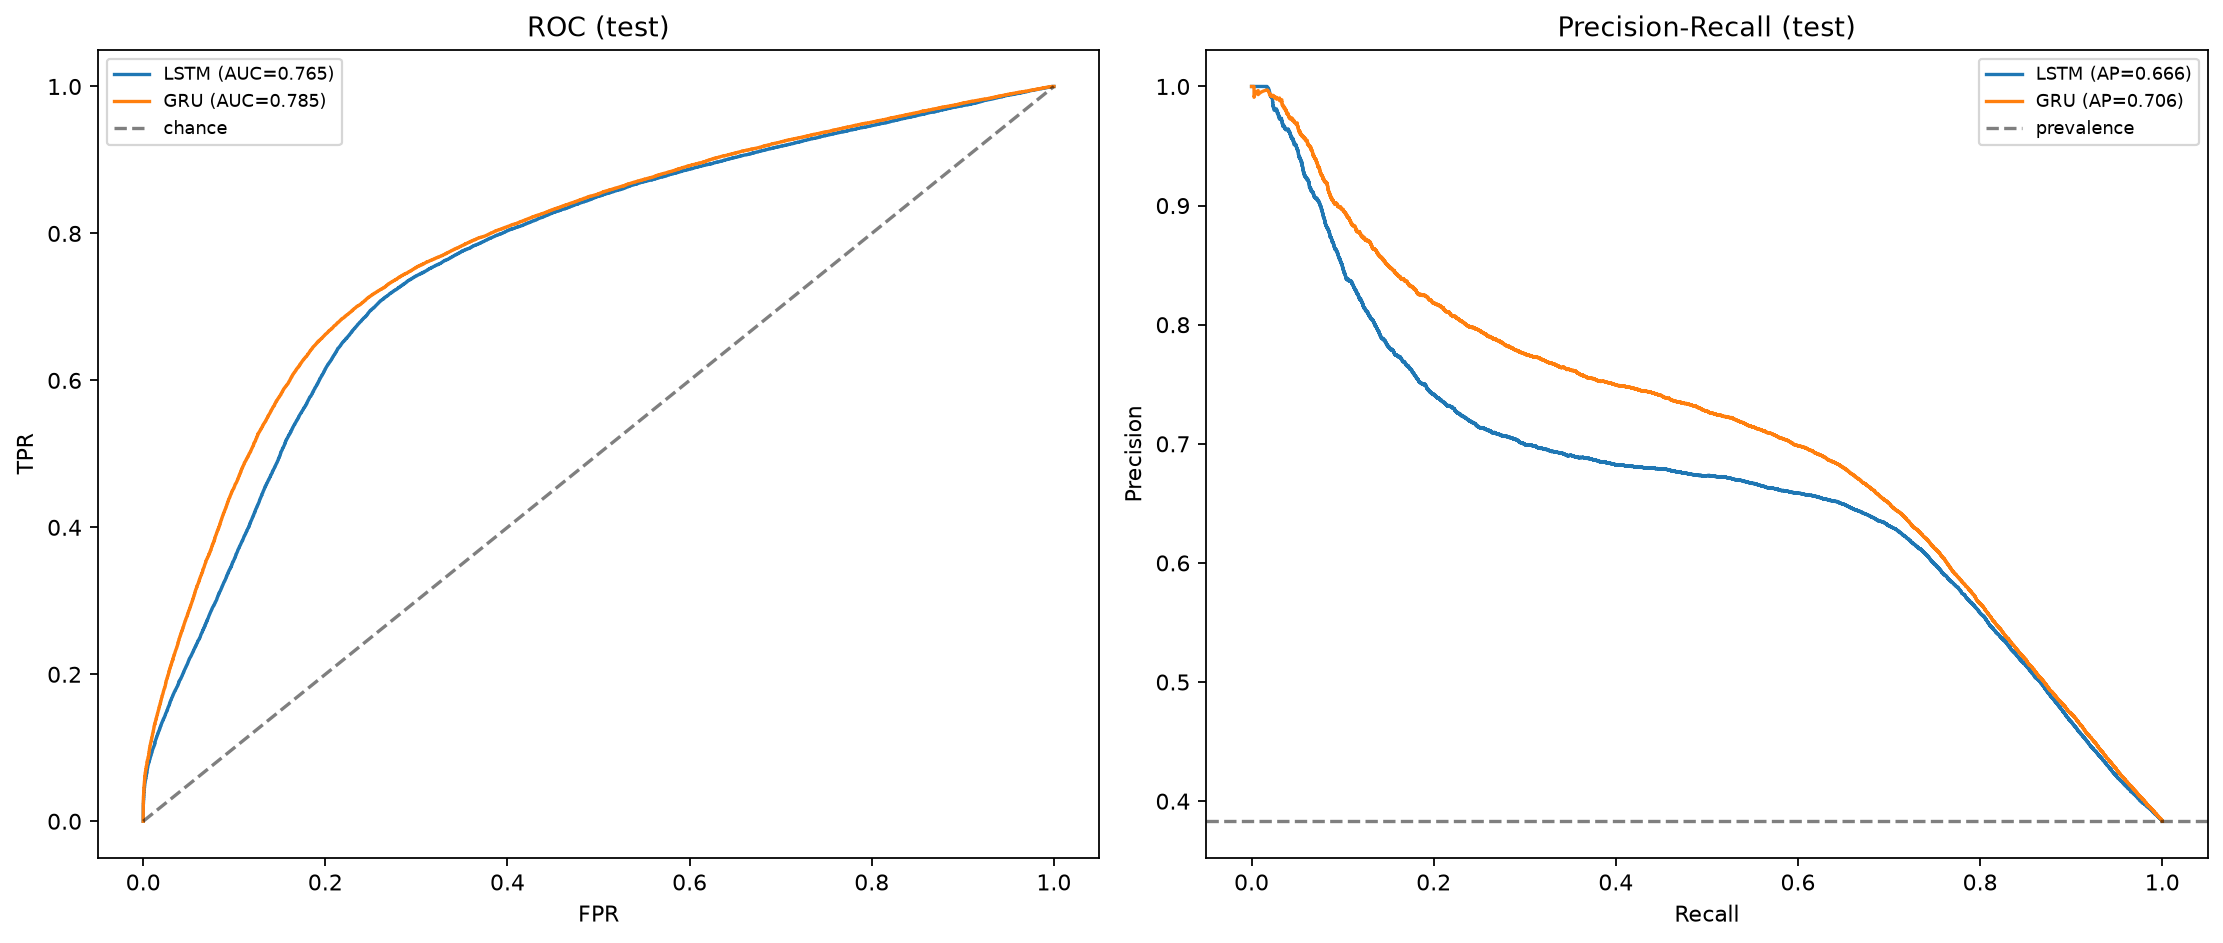 ROC (test)
LSTM (AUC=0.765)
GRU (AUC=0.785)
chance
1.0
0.8
0.6
0.4
0.2
0.0
TPR
0.0 0.2 0.4 0.6 0.8 1.0
FPR
Precision-Recall (test)
LSTM (AP=0.666)
GRU (AP=0.706)
prevalence
1.0
0.9
0.8
0.7
0.6
0.5
0.4
Precision
0.0 0.2 0.4 0.6 0.8 1.0
Recall